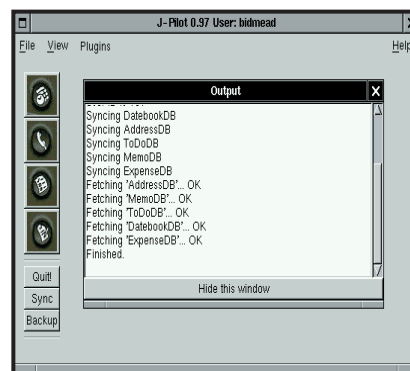 J-Pilot 0.97 User: bidmead
File View Plugins Help
Output
Syncing DatebookDB
Syncing AddressDB
Syncing ToDoDB
Syncing MemoDB
Syncing ExpenseDB
Fetching 'AddressDB'... OK
Fetching 'MemoDB'... OK
Fetching 'ToDoDB'... OK
Fetching 'DatebookDB'... OK
Fetching 'ExpenseDB'... OK
Finished.
Hide this window
Quit!
Sync
Backup